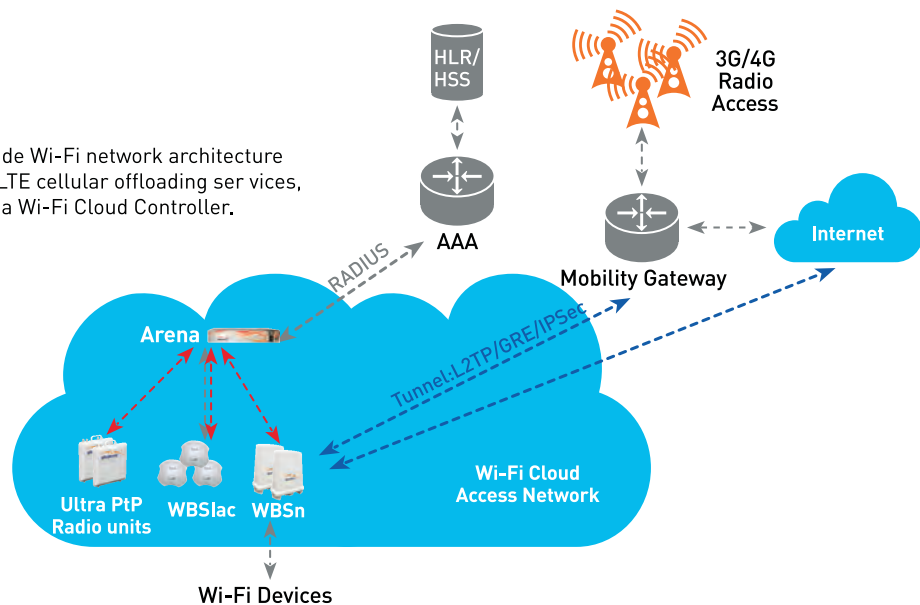 HLR/
HSS
3G/4G
Radio
Access
de Wi-Fi network architecture
LTE cellular offloading ser vices,
a Wi-Fi Cloud Controller.
AAA
Internet
Mobility Gateway
RADIUS
Arena
Tunnel:L2TP/GRE/IPSec
Wi-Fi Cloud
Access Network
Ultra PtP
Radio units
WBSIac
WBSn
Wi-Fi Devices